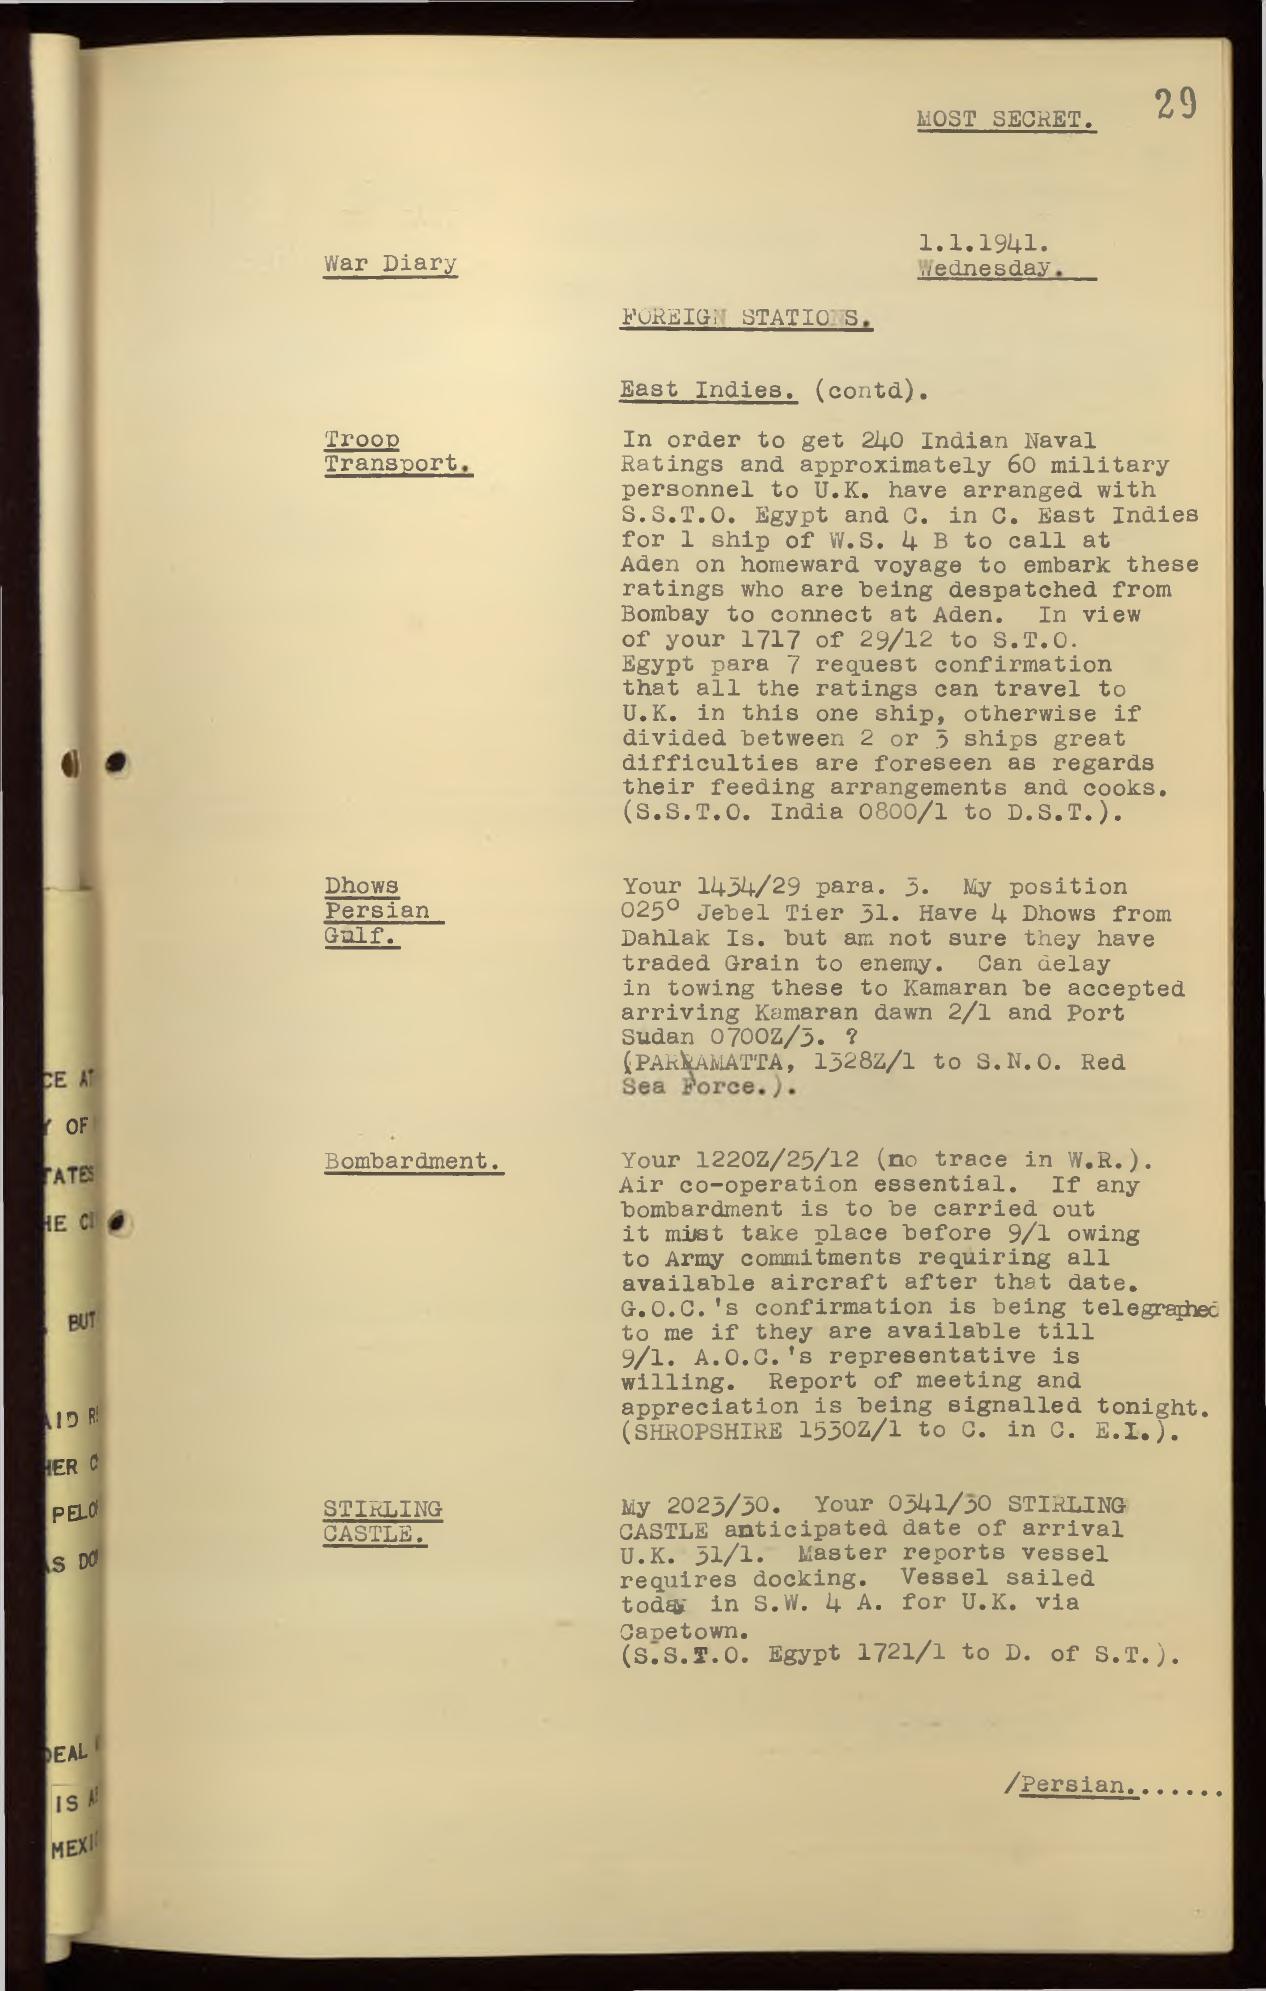 29
MOST SECRET.
1.1.1941.
War Diary
Wednesday.
FOREIGN STATIONS.
East Indies. (contd).
Troop
Transport.
In order to get 240 Indian Naval
Ratings and approximately 60 military
personnel to U.K. have arranged with
S.S.T.O. Egypt and C. in C. East Indies
for 1 ship of W.S. 4 B to call at
Aden on homeward voyage to embark these
ratings who are being despatched from
Bombay to connect at Aden. In view
of your 1717 of 29/12 to S.T.O.
Egypt para 7 request confirmation
that all the ratings can travel to
U.K. in this one ship, otherwise if
divided between 2 or 3 ships great
difficulties are foreseen as regards
their feeding arrangements and cooks.
(S.S.T.O. India 0800/1 to D.S.T.).
Dhows
Persian
Gulf.
Your 1434/29 para. 3. My position
025° Jebel Tier 31. Have 4 Dhows from
Dahlak Is. but am not sure they have
traded Grain to enemy. Can delay
in towing these to Kamaran be accepted
arriving Kamaran dawn 2/1 and Port
Sudan 0700Z/3. ?
(PARRAMATTA, 1328Z/1 to S.N.O. Red
Sea Force.).
Bombardment.
Your 1220Z/25/12 (no trace in W.R.).
Air co-operation essential. If any
bombardment is to be carried out
it must take place before 9/1 owing
to Army commitments requiring all
available aircraft after that date.
G.O.C.'s confirmation is being telegraphed
to me if they are available till
9/1. A.O.C.'s representative is
willing. Report of meeting and
appreciation is being signalled tonight.
(SHROPSHIRE 1530Z/1 to C. in C. E.I.).
STIRLING
CASTLE.
My 2023/30. Your 0341/30 STIRLING
CASTLE anticipated date of arrival
U.K. 31/1. Master reports vessel
requires docking. Vessel sailed
today in S.W. 4 A. for U.K. via
Capetown.
(S.S.T.O. Egypt 1721/1 to D. of S.T.).
/Persian.......
CE AT
Y OF
TATES
HE CI
BUT
AID RE
HER C
PELO
AS DO
DEAL
IS A
MEXI